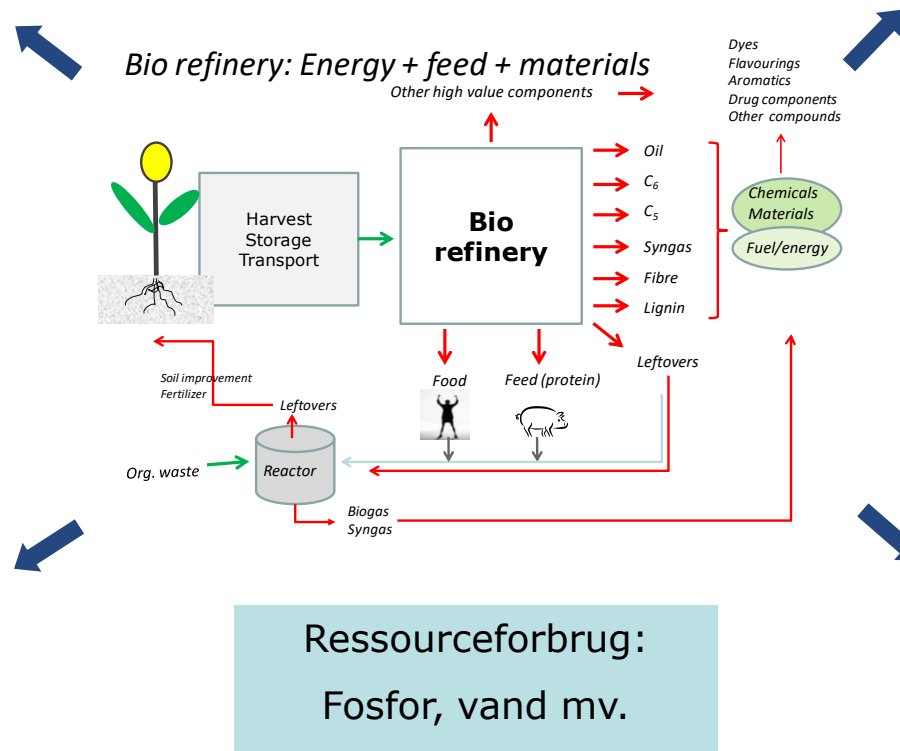 Bio refinery: Energy + feed + materials
Other high value components
Dyes
Flavourings
Aromatics
Drug components
Other compounds
Harvest
Storage
Transport
Bio
refinery
Oil
C6
C5
Syngas
Fibre
Lignin
Chemicals
Materials
Fuel/energy
Leftovers
Food
Feed (protein)
Soil improvement
Fertilizer
Leftovers
Org. waste
Reactor
Biogas
Syngas
Ressourceforbrug:
Fosfor, vand mv.